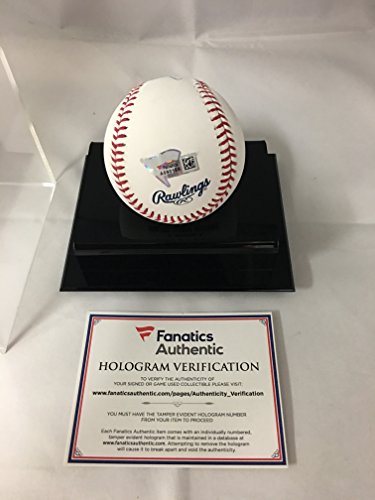 Rawlings
Fanatics
Authentic
HOLOGRAM VERIFICATION
TO VERIFY THE AUTHENTICITY OF
YOUR SIGNED OR GAME USED COLLECTIBLE PLEASE VISIT:
www.fanaticsauthentic.com/pages/Authenticity_Verification
YOU MUST HAVE THE TAMPER EVIDENT HOLOGRAM NUMBER
FROM YOUR ITEM TO PROCEED
Each Fanatics Authentic item comes with an individually numbered,
tamper evident hologram that is maintained in a database at
www.fanaticsauthentic.com. Attempting to remove the hologram
will cause it to break apart and void the authenticity.